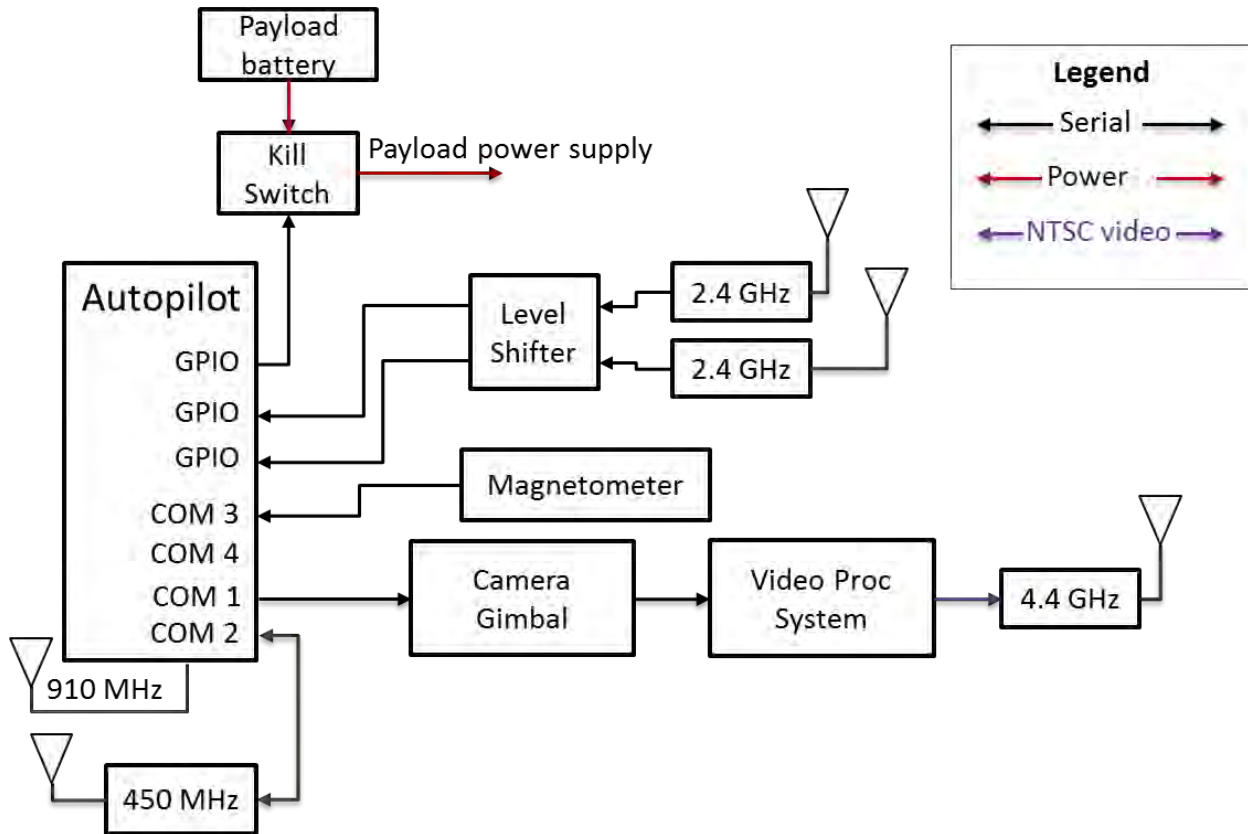 Payload
battery
Kill
Switch
Payload power supply
Legend
Serial
Power
NTSC video
Autopilot
GPIO
GPIO
GPIO
COM 3
COM 4
COM 1
COM 2
Level
Shifter
2.4 GHz
2.4 GHz
Magnetometer
Camera
Gimbal
Video Proc
System
4.4 GHz
910 MHz
450 MHz